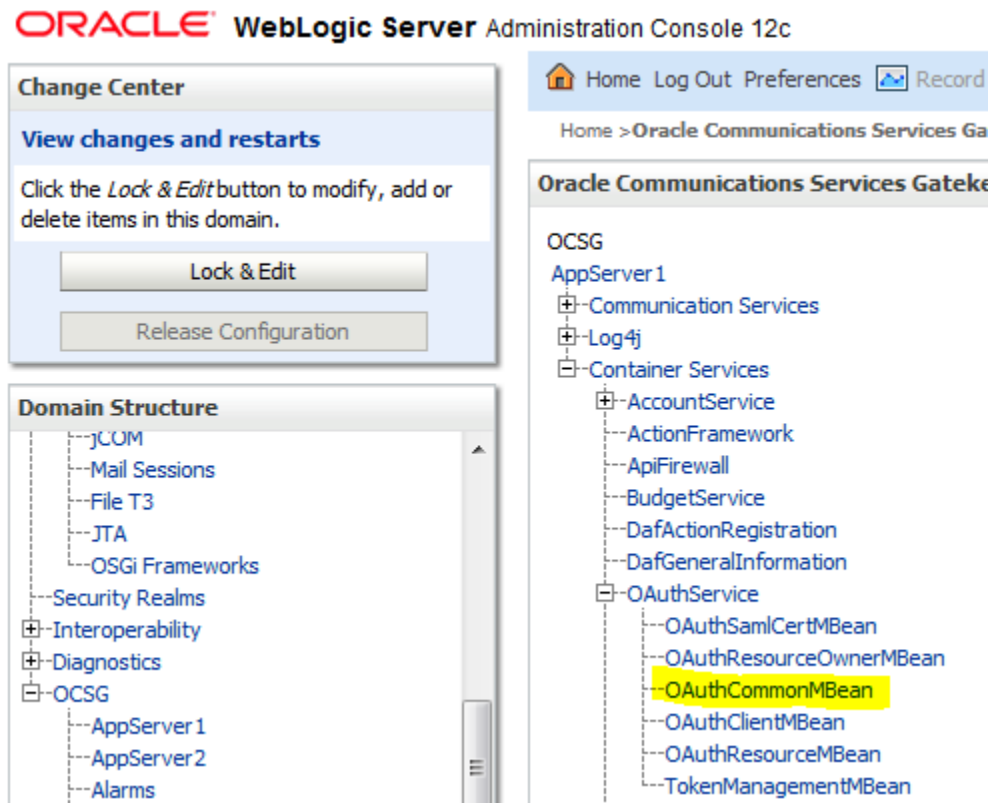 ORACLE WebLogic Server Administration Console 12c
Change Center
View changes and restarts
Click the Lock & Edit button to modify, add or
delete items in this domain.
Lock & Edit
Release Configuration
Domain Structure
jCOM
Mail Sessions
File T3
JTA
OSGi Frameworks
Security Realms
Interoperability
Diagnostics
OCSG
AppServer1
AppServer2
Alarms
Home Log Out Preferences Record
Home >Oracle Communications Services Ga
Oracle Communications Services Gateke
OCSG
AppServer1
Communication Services
Log4j
Container Services
AccountService
ActionFramework
ApiFirewall
BudgetService
DafActionRegistration
DafGeneralInformation
OAuthService
OAuthSamlCertMBean
OAuthResourceOwnerMBean
OAuthCommonMBean
OAuthClientMBean
OAuthResourceMBean
TokenManagementMBean